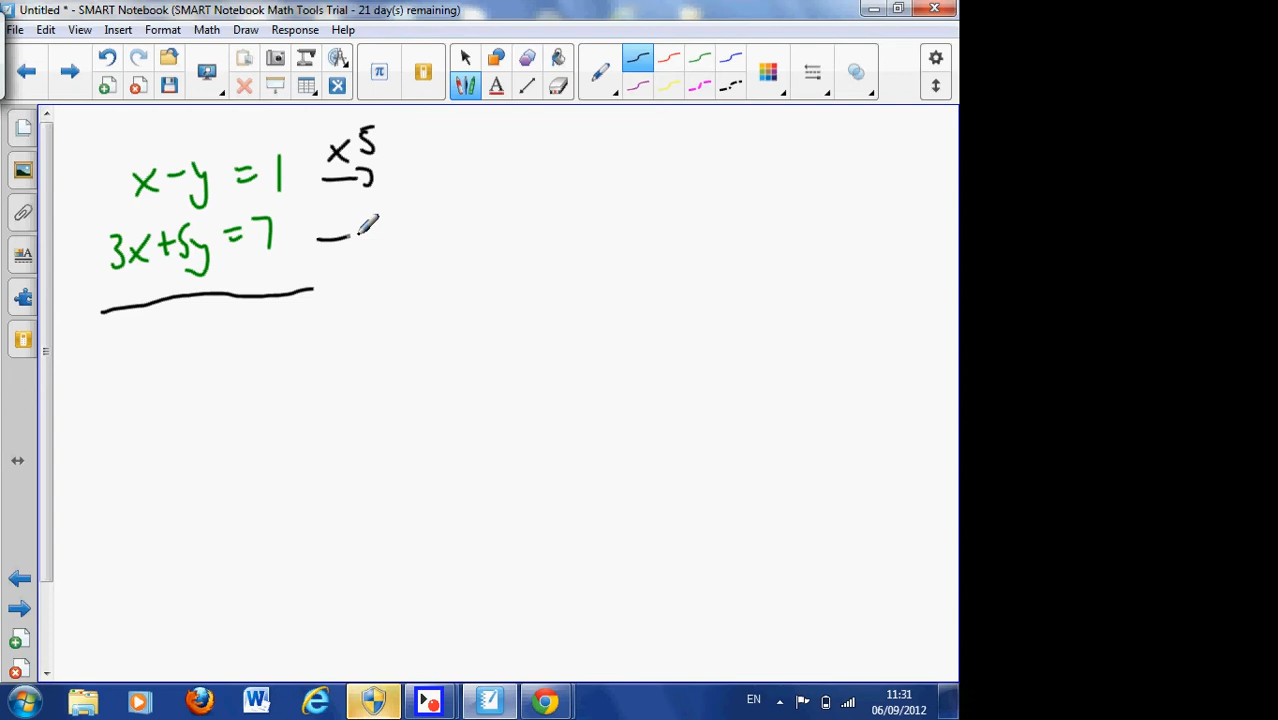 Untitled * - SMART Notebook (SMART Notebook Math Tools Trial - 21 day(s) remaining)
File Edit View Insert Format Math Draw Response Help
x - y = 1 x5
3x + 5y = 7
EN
11:31
06/09/2012